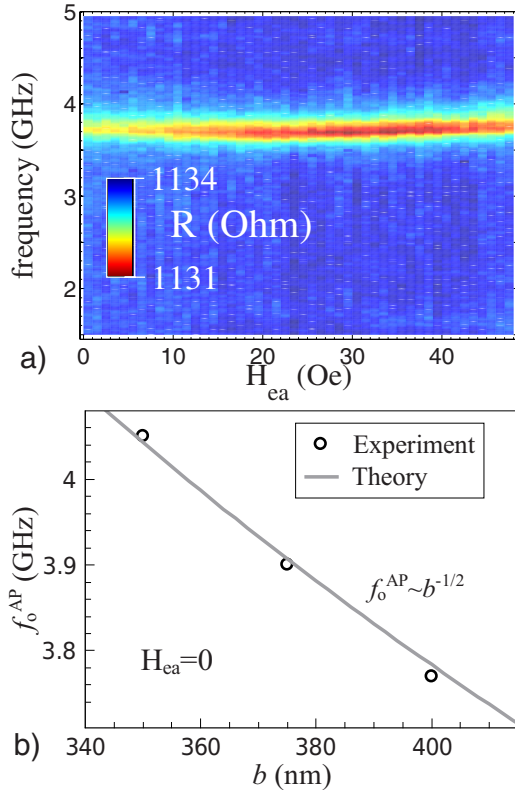 5
4
3
2
frequency (GHz)
1134
R (Ohm)
1131
0 10 20 30 40
H_ea (Oe)
a)
4
3.9
3.8
f_o^AP (GHz)
Experiment
Theory
f_o^AP~b^-1/2
H_ea=0
340 360 380 400
b (nm)
b)